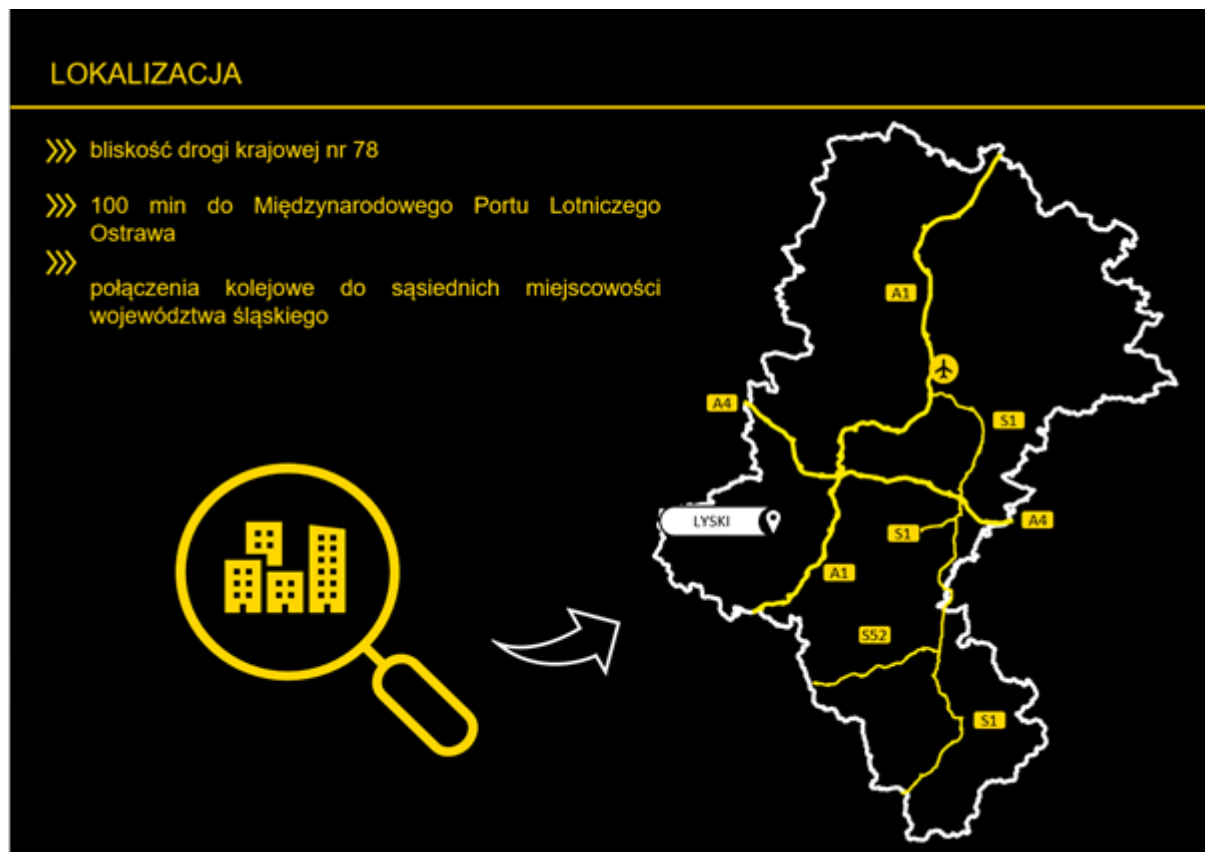 LOKALIZACJA
bliskość drogi krajowej nr 78
100 min do Międzynarodowego Portu Lotniczego
Ostrawa
połączenia kolejowe do sąsiednich miejscowości
województwa śląskiego
A1
A4
S1
LYSKI
S1
A4
A1
S52
S1